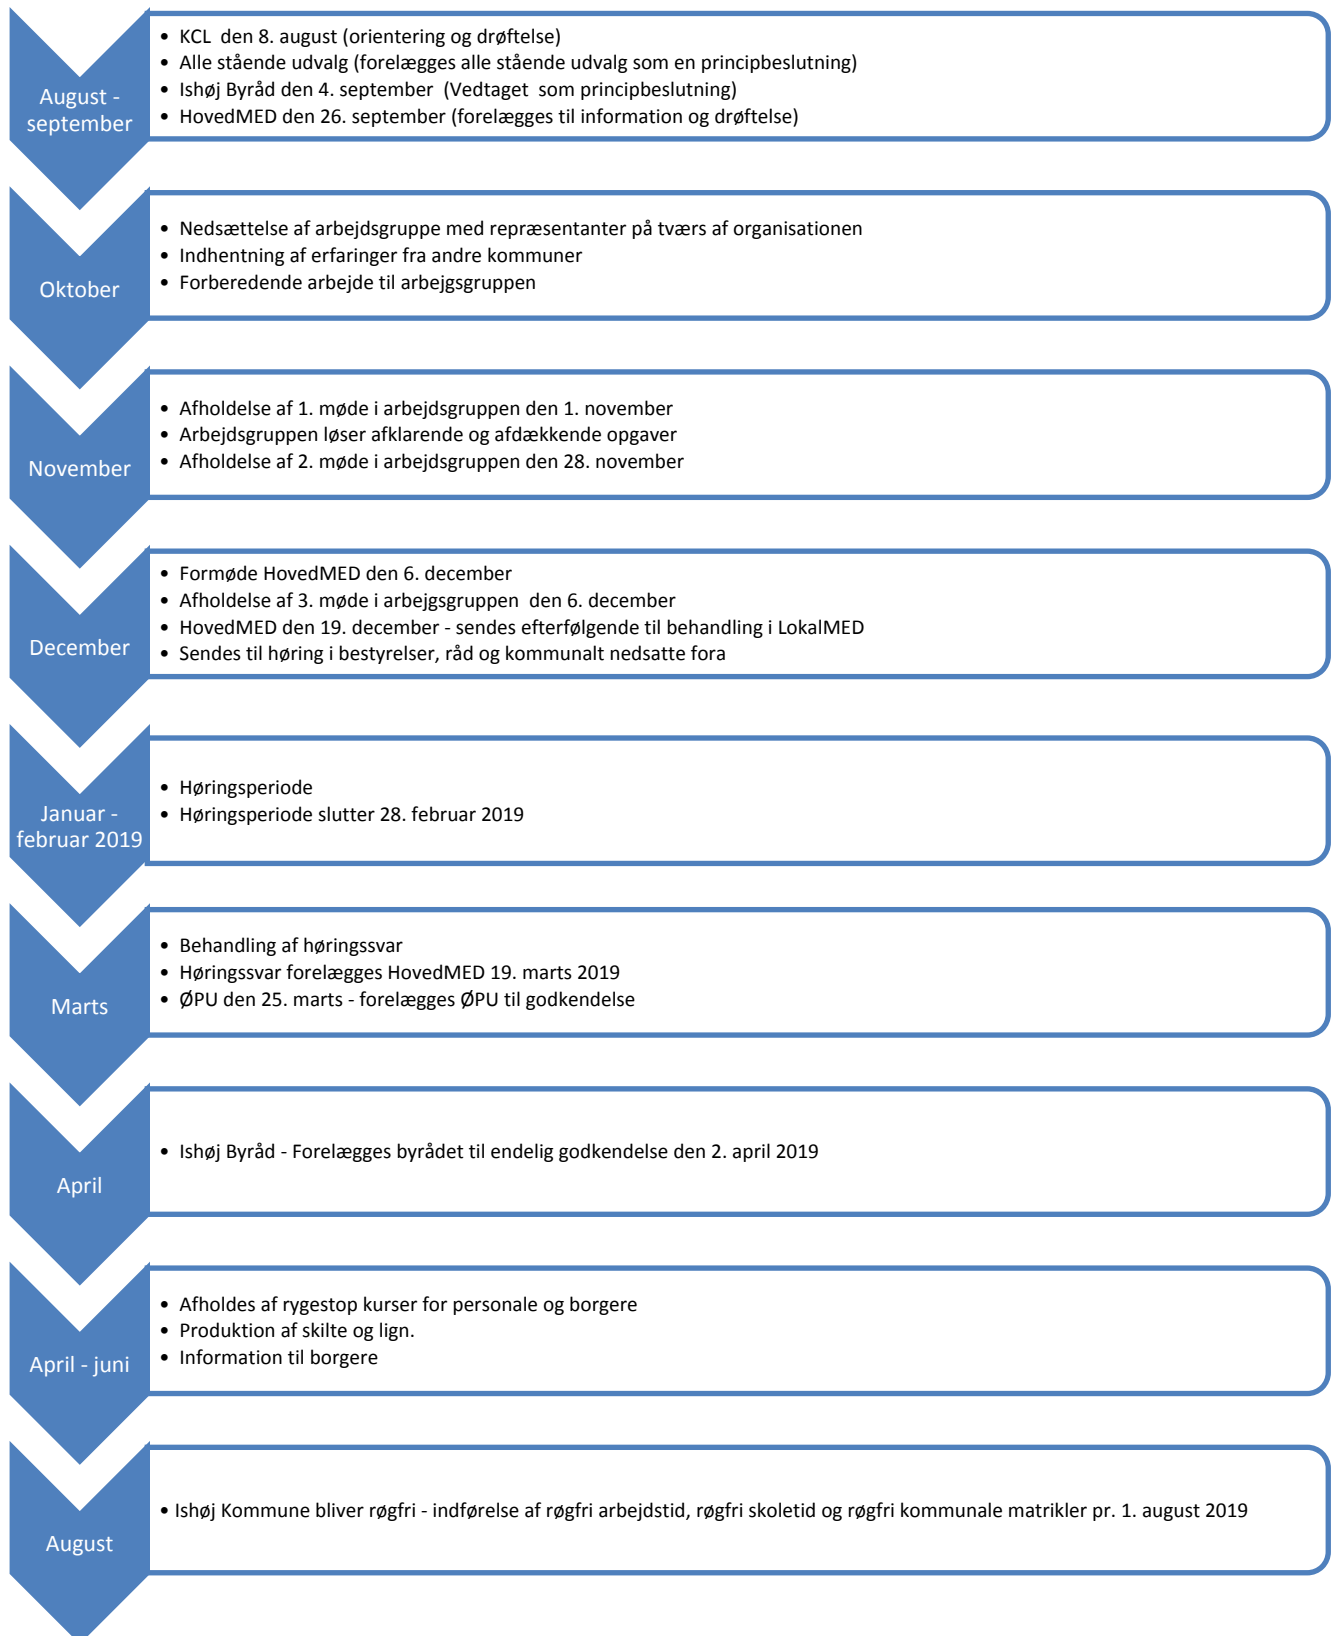 August -
september
• KCL  den 8. august (orientering og drøftelse)
• Alle stående udvalg (forelægges alle stående udvalg som en principbeslutning)
• Ishøj Byråd den 4. september  (Vedtaget  som principbeslutning)
• HovedMED den 26. september (forelægges til information og drøftelse)
Oktober
• Nedsættelse af arbejdsgruppe med repræsentanter på tværs af organisationen
• Indhentning af erfaringer fra andre kommuner
• Forberedende arbejde til arbejgsgruppen
November
• Afholdelse af 1. møde i arbejdsgruppen den 1. november
• Arbejdsgruppen løser afklarende og afdækkende opgaver
• Afholdelse af 2. møde i arbejdsgruppen den 28. november
December
• Formøde HovedMED den 6. december
• Afholdelse af 3. møde i arbejgsgruppen  den 6. december
• HovedMED den 19. december - sendes efterfølgende til behandling i LokalMED
• Sendes til høring i bestyrelser, råd og kommunalt nedsatte fora
Januar -
februar 2019
• Høringsperiode
• Høringsperiode slutter 28. februar 2019
Marts
• Behandling af høringssvar
• Høringssvar forelægges HovedMED 19. marts 2019
• ØPU den 25. marts - forelægges ØPU til godkendelse
April
• Ishøj Byråd - Forelægges byrådet til endelig godkendelse den 2. april 2019
April - juni
• Afholdes af rygestop kurser for personale og borgere
• Produktion af skilte og lign.
• Information til borgere
August
• Ishøj Kommune bliver røgfri - indførelse af røgfri arbejdstid, røgfri skoletid og røgfri kommunale matrikler pr. 1. august 2019